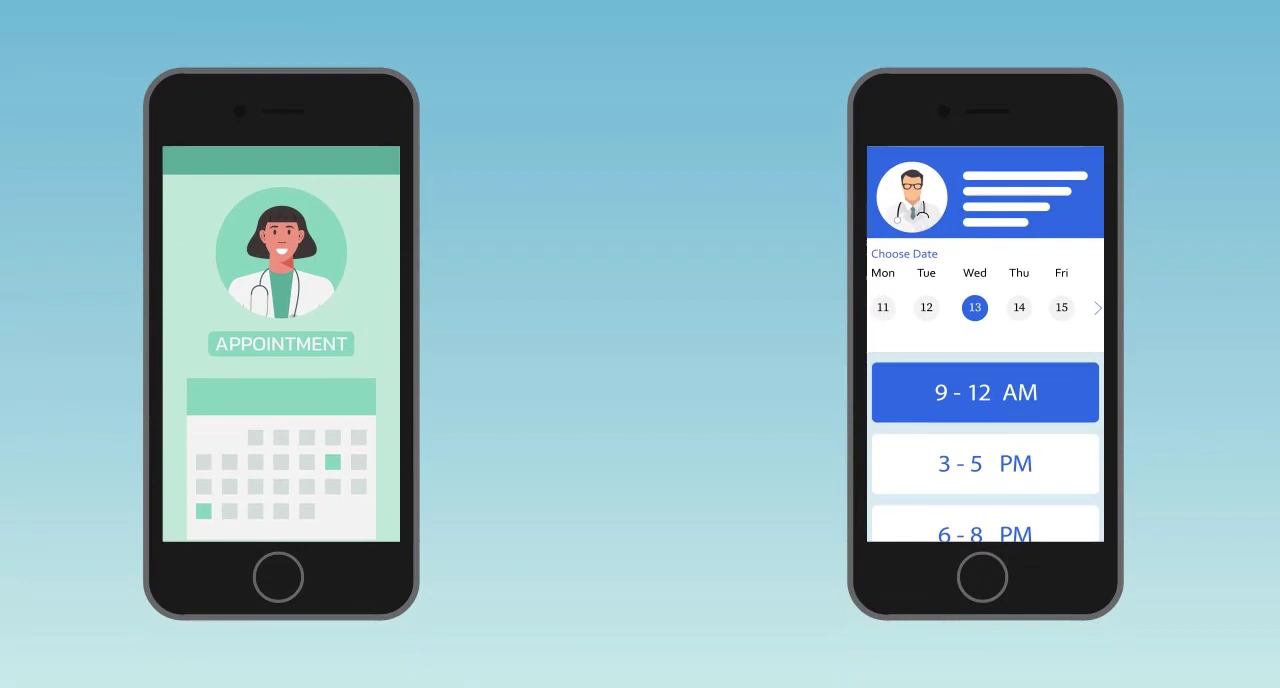 APPOINTMENT
Choose Date
Mon Tue Wed Thu Fri
11 12 13 14 15
9 - 12 AM
3 - 5 PM
6 - 8 PM